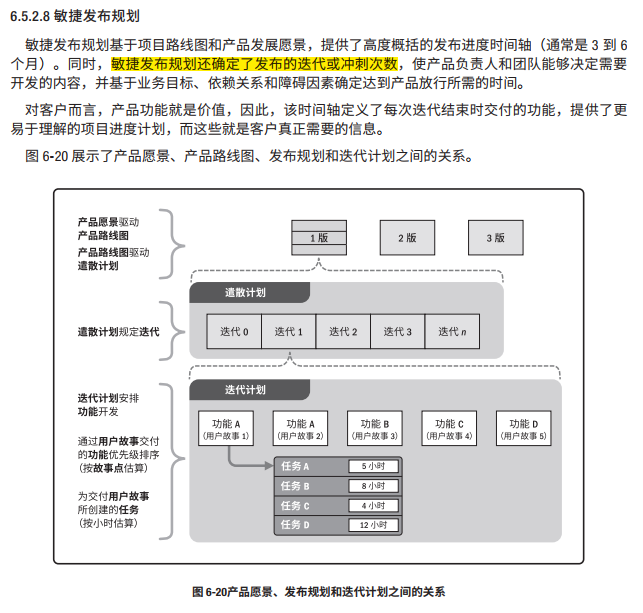 6.5.2.8 敏捷发布规划
敏捷发布规划基于项目路线图和产品发展愿景，提供了高度概括的发布进度时间轴（通常是 3 到 6
个月）。同时，敏捷发布规划还确定了发布的迭代或冲刺次数，使产品负责人和团队能够决定需要
开发的内容，并基于业务目标、依赖关系和障碍因素确定达到产品放行所需的时间。
对客户而言，产品功能就是价值，因此，该时间轴定义了每次迭代结束时交付的功能，提供了更
易于理解的项目进度计划，而这些就是客户真正需要的信息。
图 6-20 展示了产品愿景、产品路线图、发布规划和迭代计划之间的关系。
产品愿景驱动
产品路线图
产品路线图驱动
遣散计划
1 版
2 版
3 版
遣散计划
遣散计划规定迭代
迭代 0
迭代 1
迭代 2
迭代 3
迭代 n
迭代计划
迭代计划安排
功能开发
通过用户故事交付
的功能优先级排序
（按故事点估算）
为交付用户故事
所创建的任务
（按小时估算）
功能 A
（用户故事 1）
功能 A
（用户故事 2）
功能 B
（用户故事 3）
功能 C
（用户故事 4）
功能 D
（用户故事 5）
任务 A
5 小时
任务 B
8 小时
任务 C
4 小时
任务 D
12 小时
图 6-20产品愿景、发布规划和迭代计划之间的关系